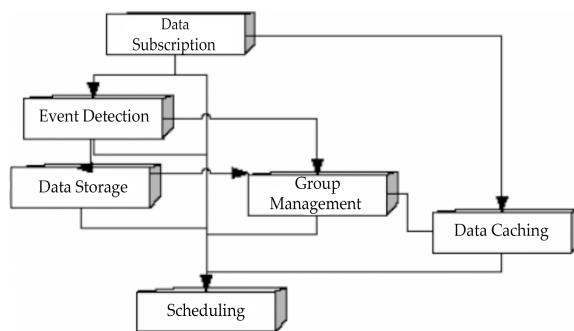 Data
Subscription
Event Detection
Data Storage
Group
Management
Data Caching
Scheduling